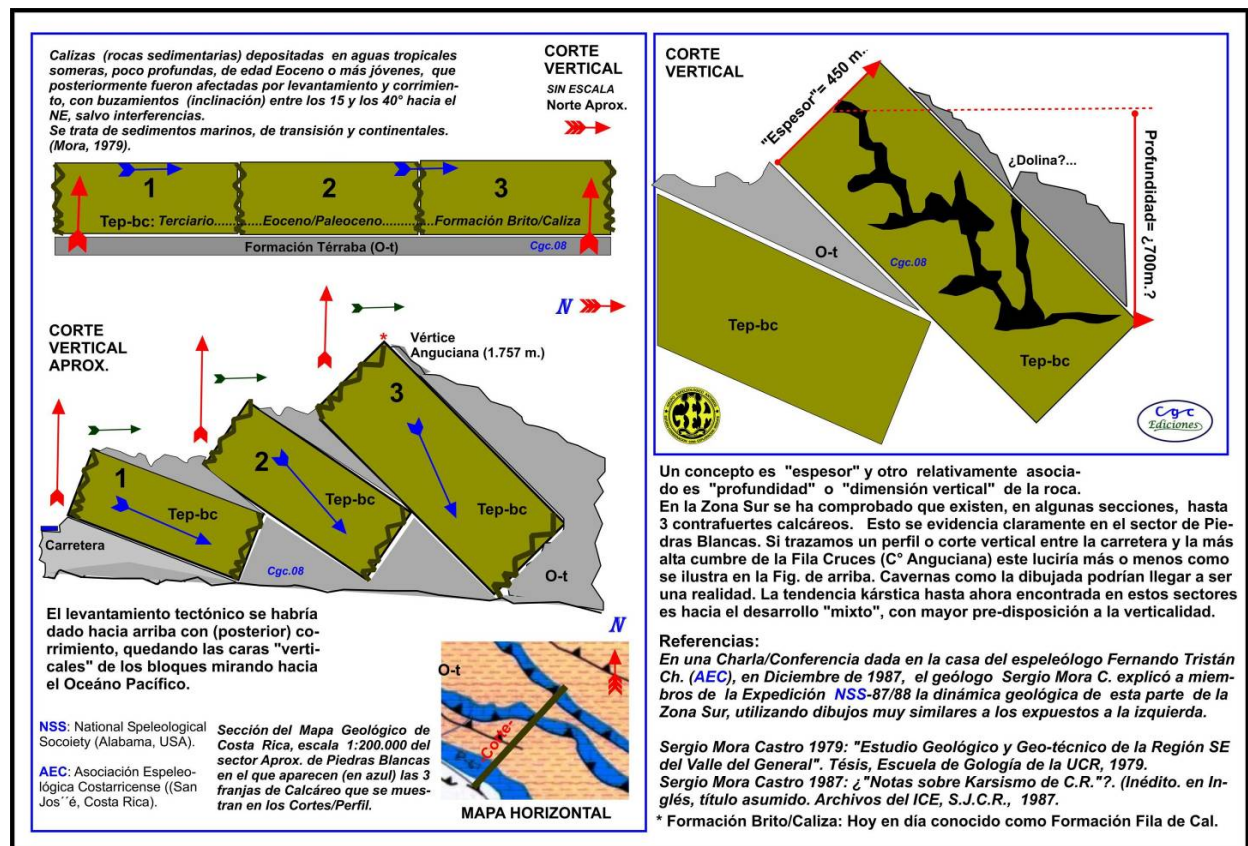 Calizas (rocas sedimentarias) depositadas en aguas tropicales
someras, poco profundas, de edad Eoceno o más jóvenes, que
posteriormente fueron afectadas por levantamiento y corrimien-
to, con buzamientos (inclinación) entre los 15 y los 40° hacia el
NE, salvo interferencias.
Se trata de sedimentos marinos, de transición y continentales.
(Mora, 1979).
CORTE
VERTICAL
SIN ESCALA
Norte Aprox.
1
2
3
Tep-bc: Terciario.......
......Eoceno/Paleoceno............
Formación Brito/Caliza
Formación Térraba (O-t)
Cgc.08
N
CORTE
VERTICAL
APROX.
*
Vértice
Anguciana (1.757 m.)
3
2
1
Tep-bc
Tep-bc
Tep-bc
Carretera
Cgc.08
O-t
El levantamiento tectónico se habría
dado hacia arriba con (posterior) co-
rrimiento, quedando las caras "verti-
cales" de los bloques mirando hacia
el Oceáno Pacífico.
NSS: National Speleological
Socoiety (Alabama, USA).
AEC: Asociación Espeleo-
lógica Costarricense ((San
Jos´´é, Costa Rica).
Sección del Mapa Geológico de
Costa Rica, escala 1:200.000 del
sector Aprox. de Piedras Blancas
en el que aparecen (en azul) las 3
franjas de Calcáreo que se mues-
tran en los Cortes/Perfil.
N
O-t
Corte-
MAPA HORIZONTAL
CORTE
VERTICAL
"Espesor"= 450 m..
¿Dolina?...
Profundidad= ¿700m.?
O-t
Cgc.08
Tep-bc
Tep-bc
Cgc
Ediciones
Un concepto es "espesor" y otro relativamente asocia-
do es "profundidad" o "dimensión vertical" de la roca.
En la Zona Sur se ha comprobado que existen, en algunas secciones, hasta
3 contrafuertes calcáreos. Esto se evidencia claramente en el sector de Pie-
dras Blancas. Si trazamos un perfil o corte vertical entre la carretera y la más
alta cumbre de la Fila Cruces (C° Anguciana) este luciría más o menos como
se ilustra en la Fig. de arriba. Cavernas como la dibujada podrían llegar a ser
una realidad. La tendencia kárstica hasta ahora encontrada en estos sectores
es hacia el desarrollo "mixto", con mayor pre-disposición a la verticalidad.
Referencias:
En una Charla/Conferencia dada en la casa del espeleólogo Fernando Tristán
Ch. (AEC), en Diciembre de 1987, el geólogo Sergio Mora C. explicó a miem-
bros de la Expedición NSS-87/88 la dinámica geológica de esta parte de la
Zona Sur, utilizando dibujos muy similares a los expuestos a la izquierda.
Sergio Mora Castro 1979: "Estudio Geológico y Geo-técnico de la Región SE
del Valle del General". Tésis, Escuela de Gología de la UCR, 1979.
Sergio Mora Castro 1987: ¿"Notas sobre Karsismo de C.R."?. (Inédito. en In-
glés, título asumido. Archivos del ICE, S.J.C.R., 1987.
* Formación Brito/Caliza: Hoy en día conocido como Formación Fila de Cal.